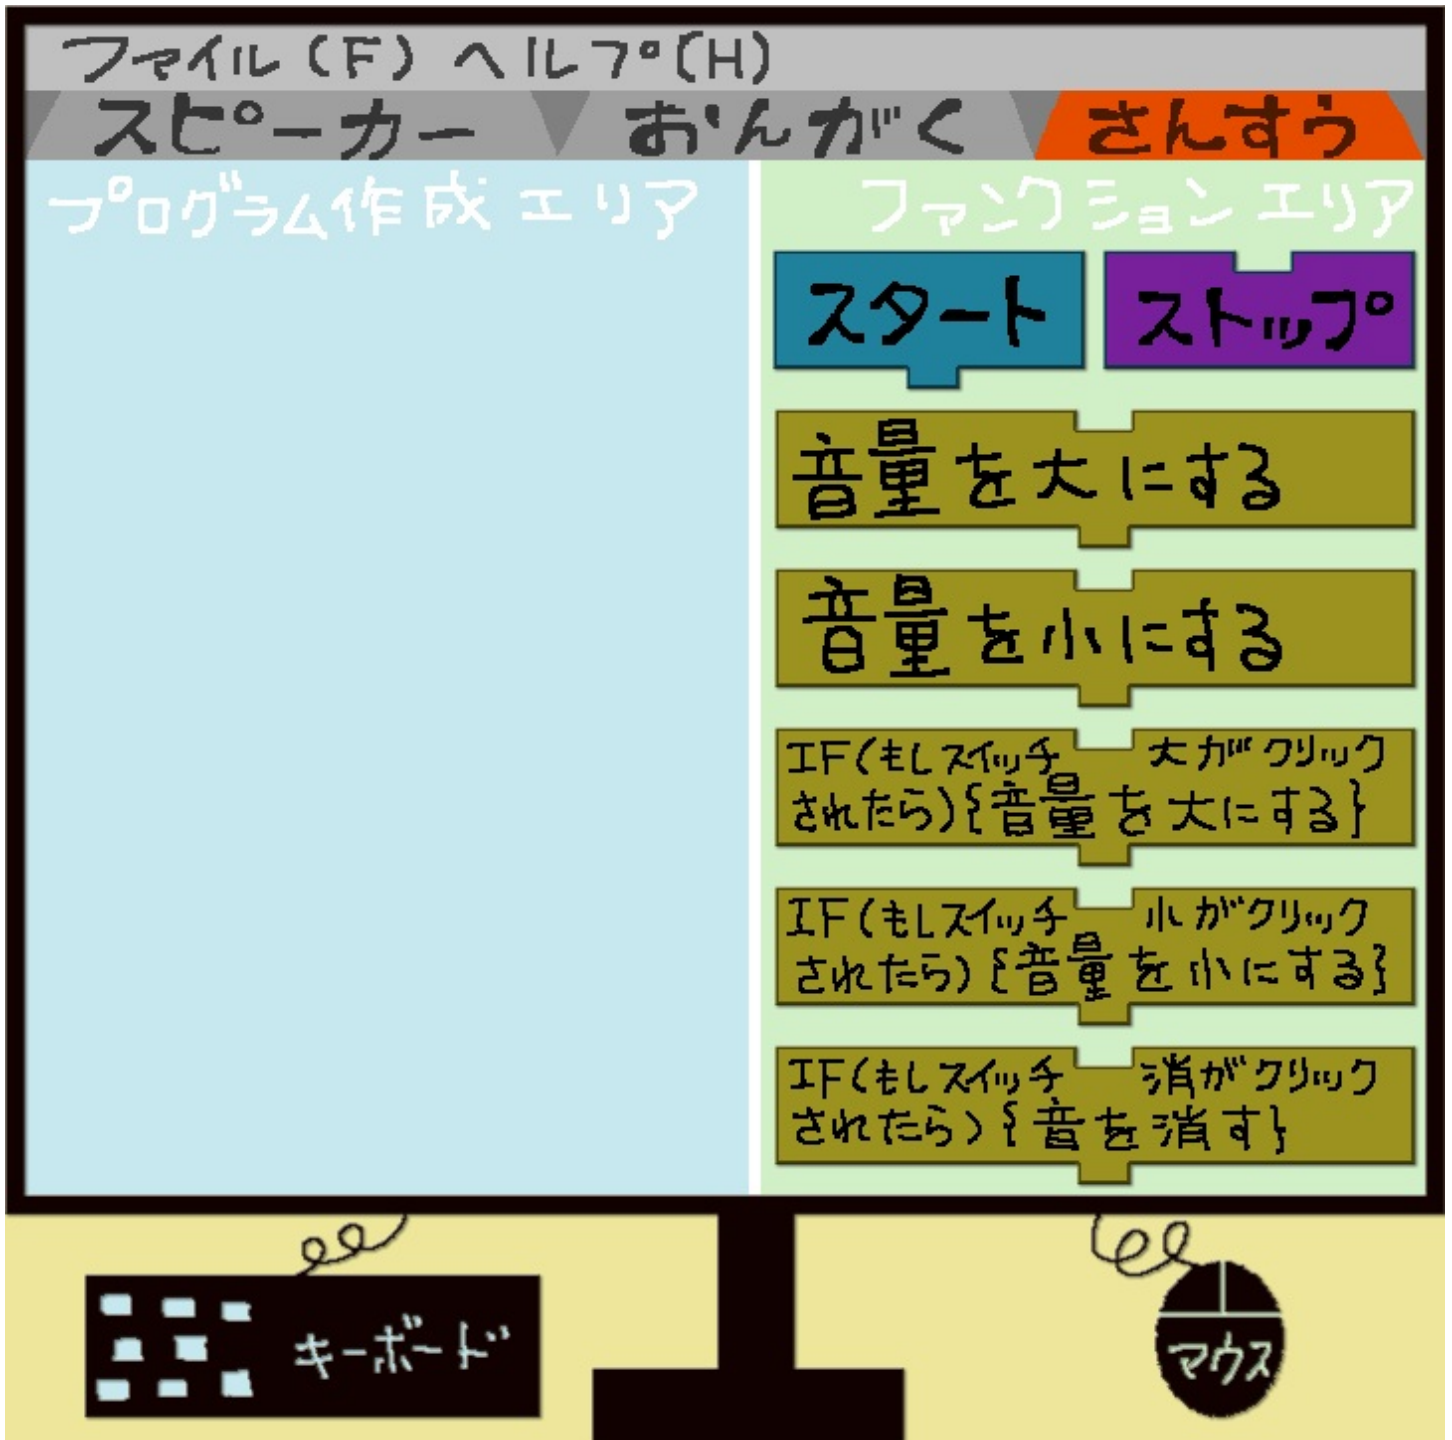 ファイル(F) ヘルプ(H)
スピーカー おんがく さんすう
プログラム作成エリア
ファンクションエリア
スタート
ストップ
音量を大にする
音量を小にする
IF(もしスイッチ 大がクリック
されたら){音量を大にする}
IF(もしスイッチ 小がクリック
されたら){音量を小にする}
IF(もしスイッチ 消がクリック
されたら){音を消す}
キーボード
マウス